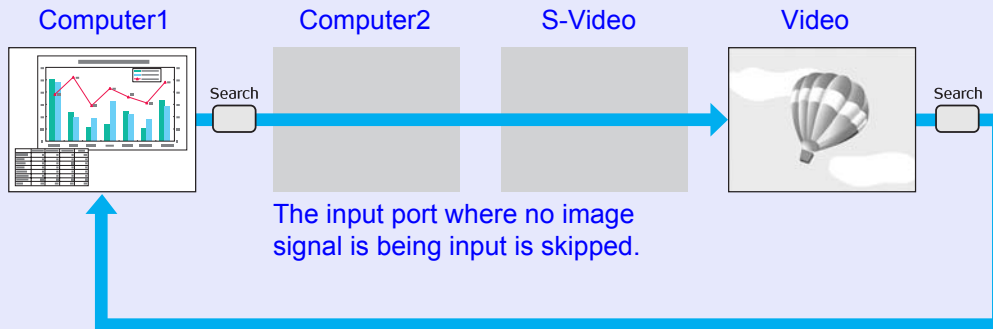 Computer1 Computer2 S-Video Video
Search
Search
The input port where no image
signal is being input is skipped.